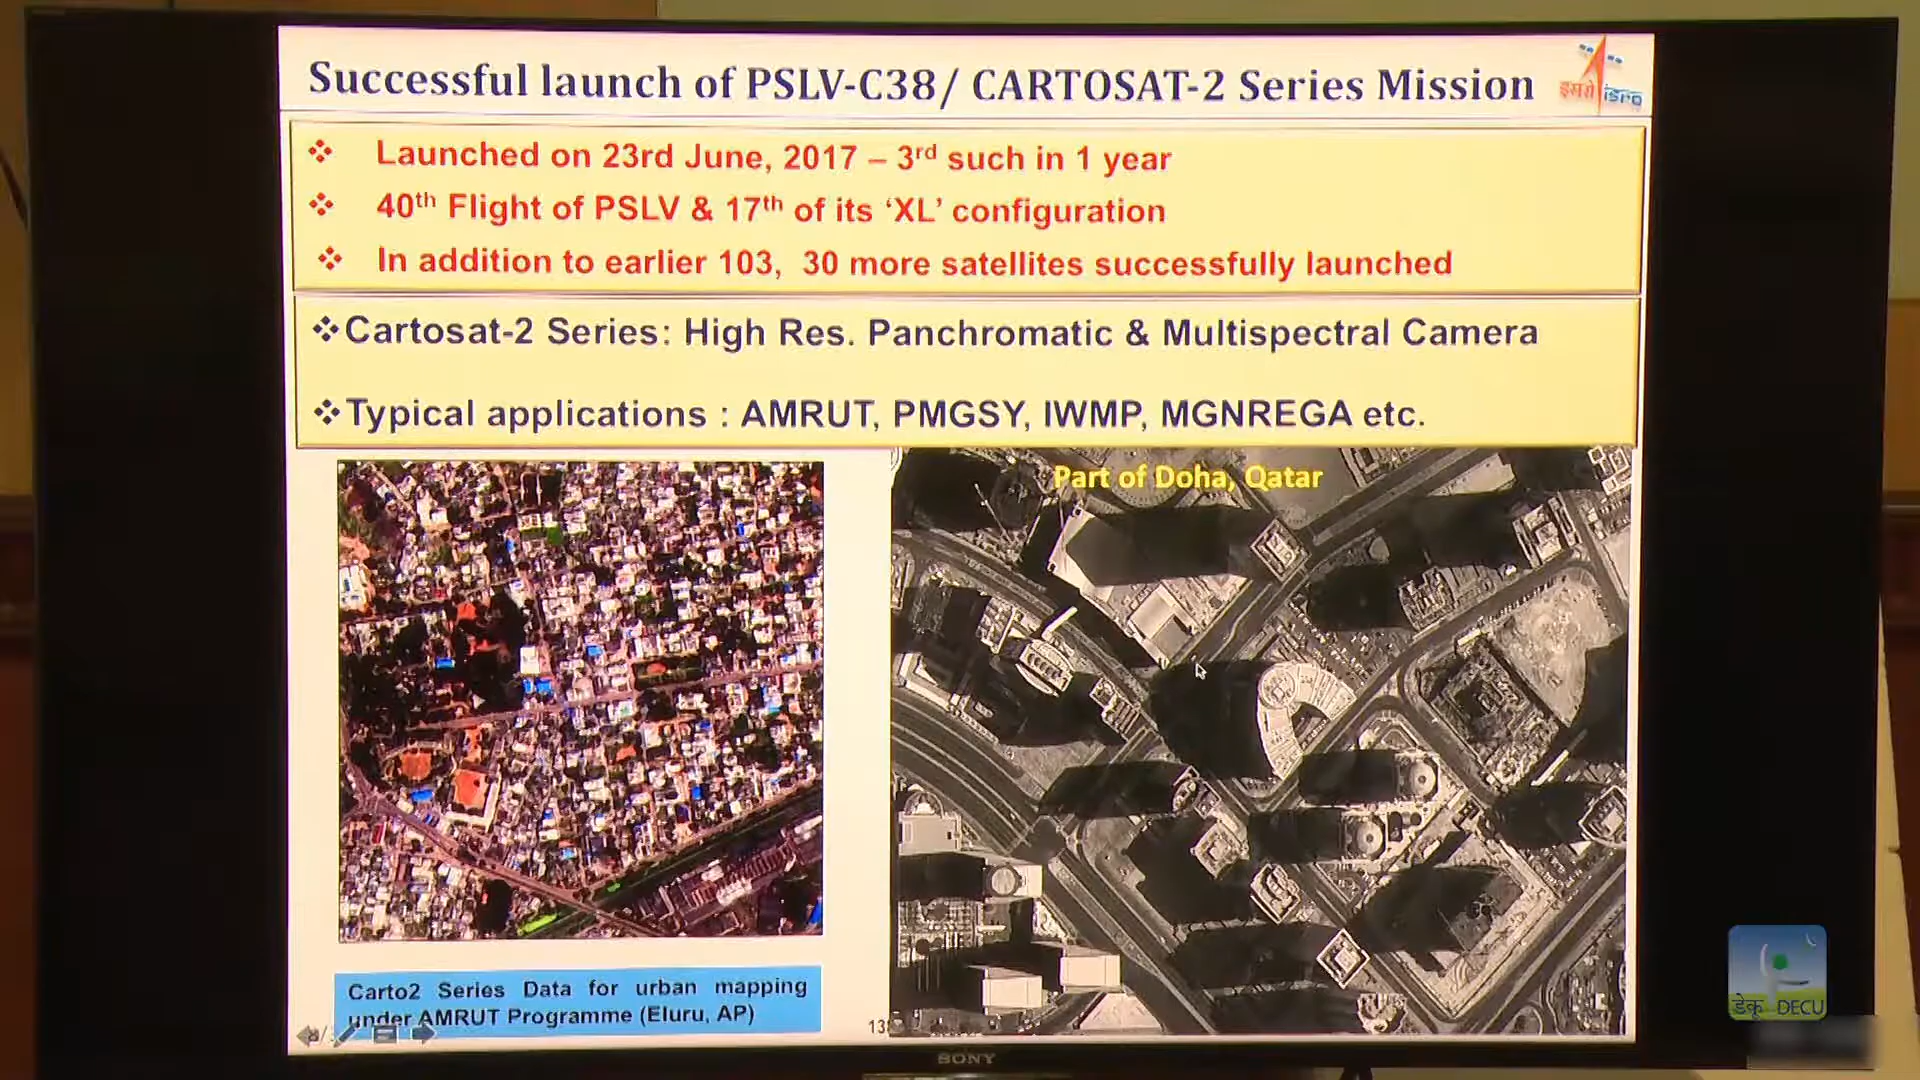 Successful launch of PSLV-C38/ CARTOSAT-2 Series Mission
इसरो isro
❖ Launched on 23rd June, 2017 – 3rd such in 1 year
❖ 40th Flight of PSLV & 17th of its ‘XL’ configuration
❖ In addition to earlier 103, 30 more satellites successfully launched
❖Cartosat-2 Series: High Res. Panchromatic & Multispectral Camera
❖Typical applications : AMRUT, PMGSY, IWMP, MGNREGA etc.
Part of Doha, Qatar
Carto2 Series Data for urban mapping
under AMRUT Programme (Eluru, AP)
SONY
डेकू DECU